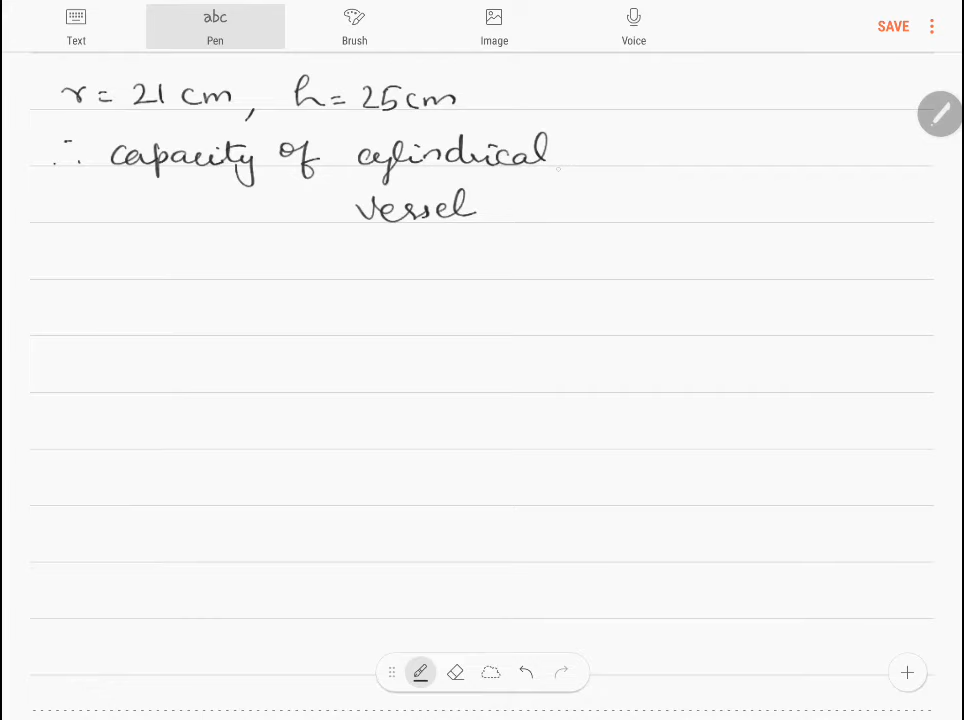 Text
abc
Pen
Brush
Image
Voice
SAVE
r = 21 cm, h = 25 cm
∴ capacity of cylindrical
vessel